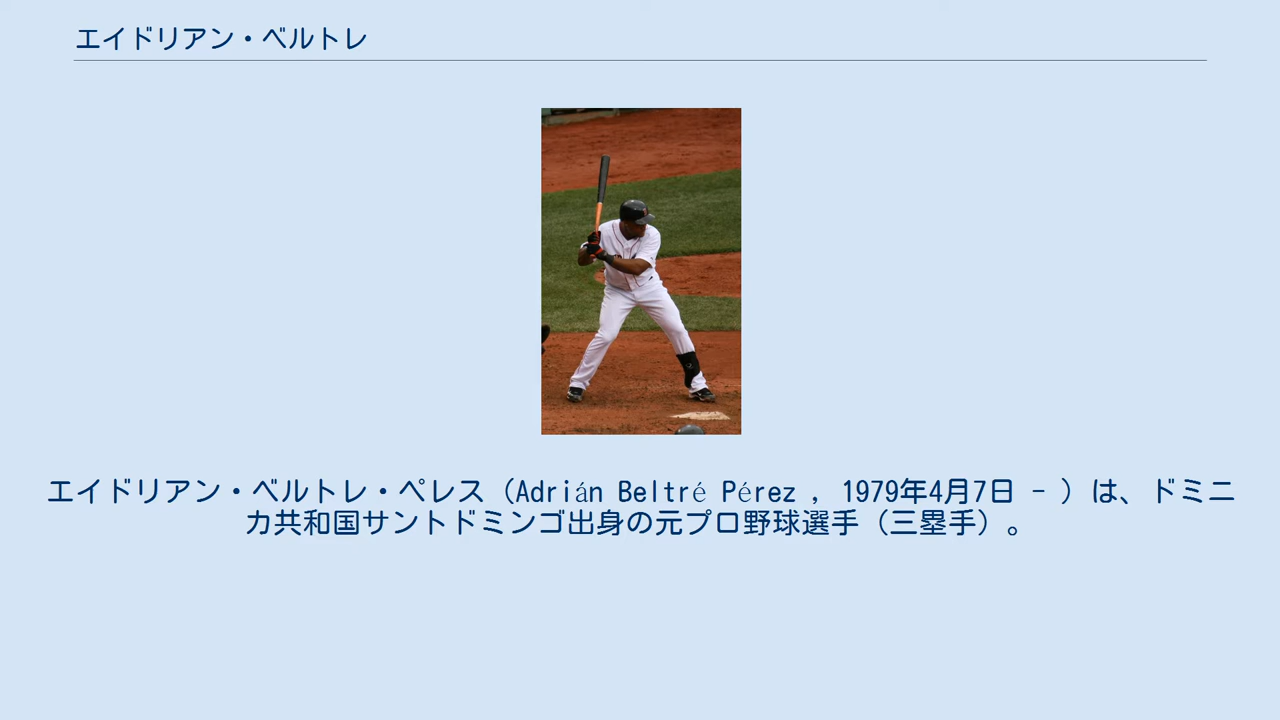 エイドリアン・ベルトレ
エイドリアン・ベルトレ・ペレス（Adrián Beltré Pérez , 1979年4月7日 - ）は、ドミニ
カ共和国サントドミンゴ出身の元プロ野球選手（三塁手）。